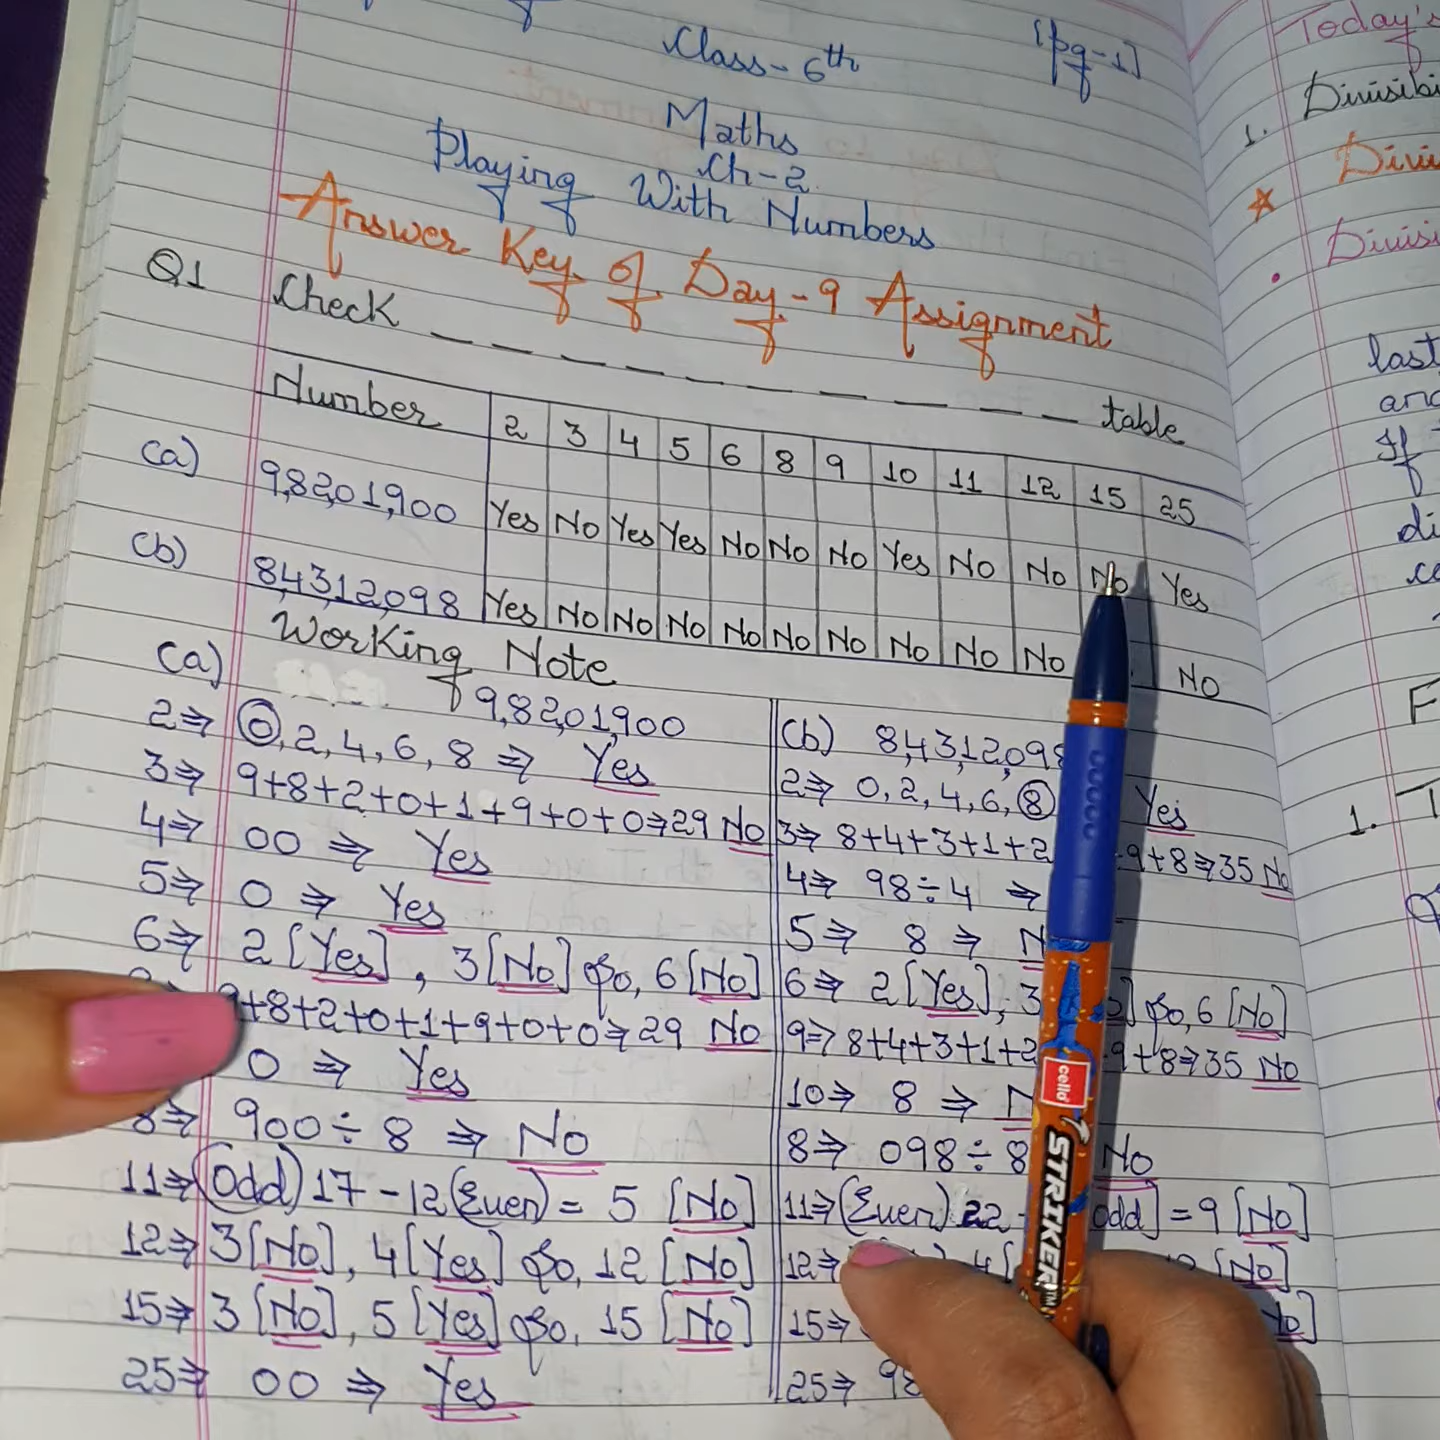 Class-6th
[pg-1]
Maths
Ch-2
Playing With Numbers
Answer Key of Day-9 Assignment
Q1 Check _ _ _ _ _ _ _ _ _ _ table
Number 2 3 4 5 6 8 9 10 11 12 15 25
(a) 9,82,01,900 Yes No Yes Yes No No No Yes No No No Yes
(b) 8,43,12,098 Yes No No No No No No No No No No
Working Note
(a) 9,82,01,900
2⇒ 0, 2, 4, 6, 8 ⇒ Yes
3⇒ 9+8+2+0+1+9+0+0⇒29 No
4⇒ 00 ⇒ Yes
5⇒ 0 ⇒ Yes
6⇒ 2 [Yes], 3[No] so, 6 [No]
9+8+2+0+1+9+0+0⇒29 No
0 ⇒ Yes
8⇒ 900÷8 ⇒ No
11⇒ (Odd) 17-12 (Even) = 5 [No]
12⇒ 3[No], 4[Yes] so, 12 [No]
15⇒ 3 [No], 5 [Yes] so, 15 [No]
25⇒ 00 ⇒ Yes
(b) 8,43,12,098
2⇒ 0, 2, 4, 6, 8 Yes
3⇒ 8+4+3+1+2 9+8⇒35 No
4⇒ 98÷4 ⇒
5⇒ 8 ⇒
6⇒ 2[Yes], 3 so, 6 [No]
9⇒ 8+4+3+1+2 9+8⇒35 No
10⇒ 8 ⇒
8⇒ 098÷8 No
11⇒ (Even) 22 - odd] = 9 [No]
12⇒ 4[ [No]
15⇒
25⇒ 98
cello
STRIKER™
Today's
1.
★
•
last
1.